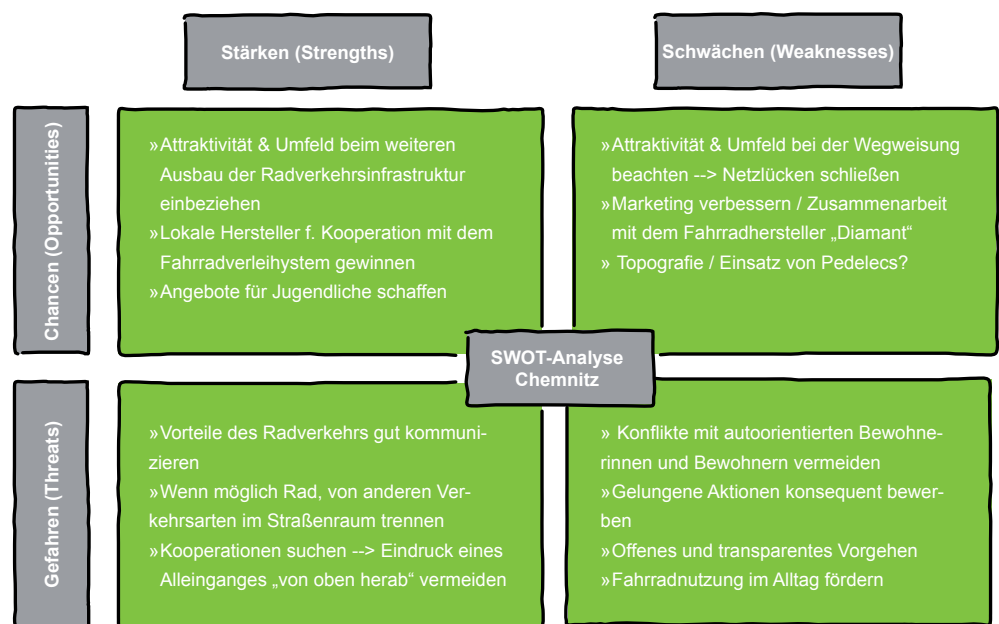 Stärken (Strengths)
Schwächen (Weaknesses)
Chancen (Opportunities)
»Attraktivität & Umfeld beim weiteren
Ausbau der Radverkehrsinfrastruktur
einbeziehen
»Lokale Hersteller f. Kooperation mit dem
Fahrradverleihystem gewinnen
»Angebote für Jugendliche schaffen
»Attraktivität & Umfeld bei der Wegweisung
beachten --> Netzlücken schließen
»Marketing verbessern / Zusammenarbeit
mit dem Fahrradhersteller „Diamant“
» Topografie / Einsatz von Pedelecs?
SWOT-Analyse
Chemnitz
Gefahren (Threats)
»Vorteile des Radverkehrs gut kommuni-
zieren
»Wenn möglich Rad, von anderen Ver-
kehrsarten im Straßenraum trennen
»Kooperationen suchen --> Eindruck eines
Alleinganges „von oben herab“ vermeiden
» Konflikte mit autoorientierten Bewohne-
rinnen und Bewohnern vermeiden
»Gelungene Aktionen konsequent bewer-
ben
»Offenes und transparentes Vorgehen
»Fahrradnutzung im Alltag fördern